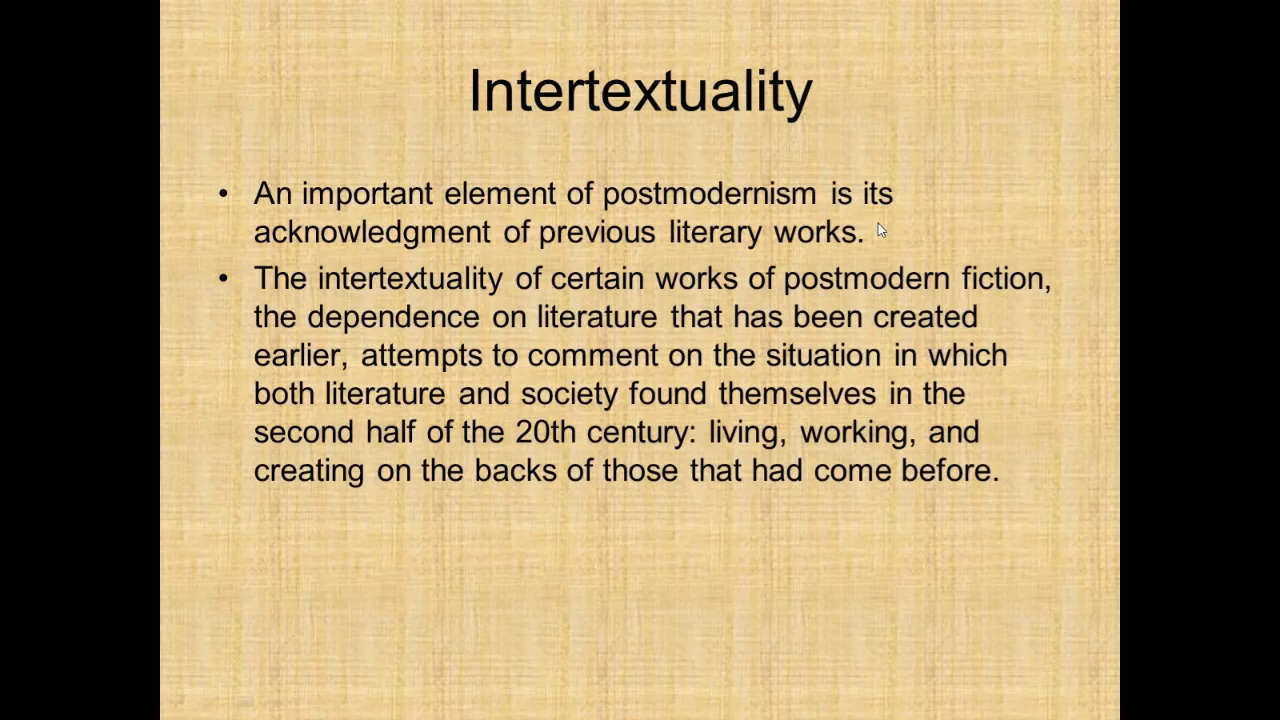 Intertextuality
• An important element of postmodernism is its
acknowledgment of previous literary works.
• The intertextuality of certain works of postmodern fiction,
the dependence on literature that has been created
earlier, attempts to comment on the situation in which
both literature and society found themselves in the
second half of the 20th century: living, working, and
creating on the backs of those that had come before.